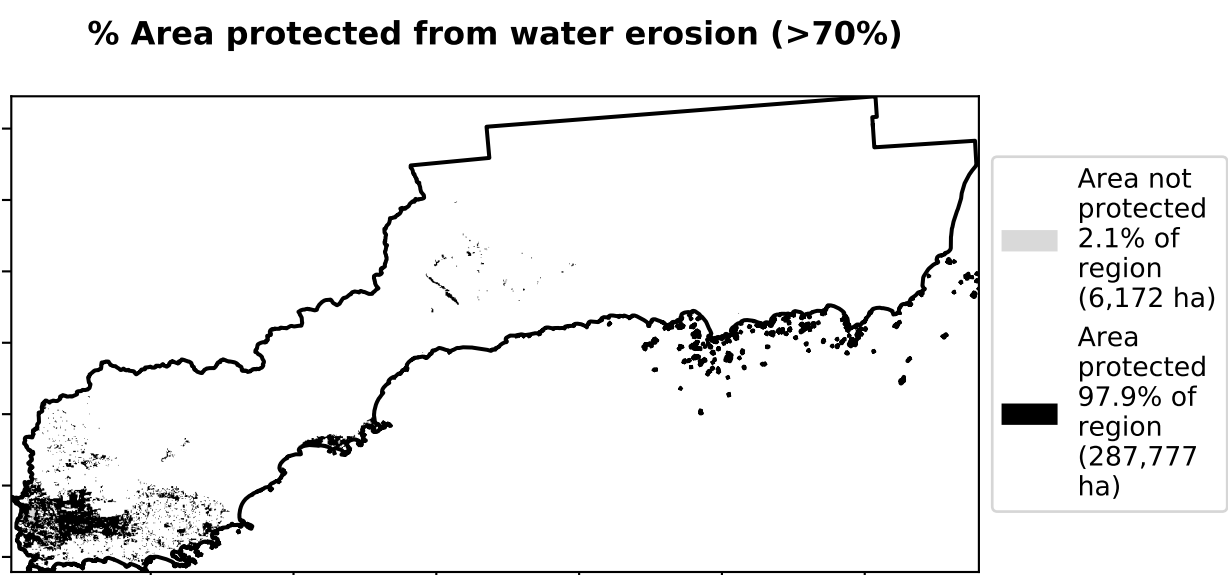 % Area protected from water erosion (>70%)
Area not
protected
2.1% of
region
(6,172 ha)
Area
protected
97.9% of
region
(287,777
ha)